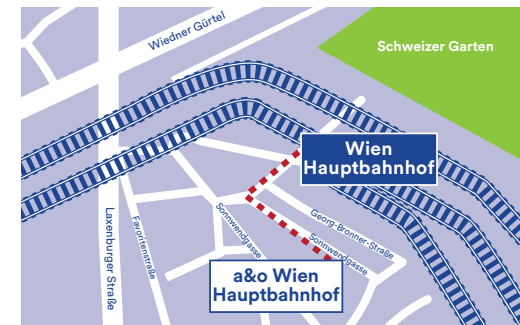 Wiedner Gürtel
Schweizer Garten
Wien
Hauptbahnhof
Laxenburger Straße
Favoritenstraße
Sonnwendgasse
Georg-Bronner-Straße
Sonnwendgasse
a&o Wien
Hauptbahnhof